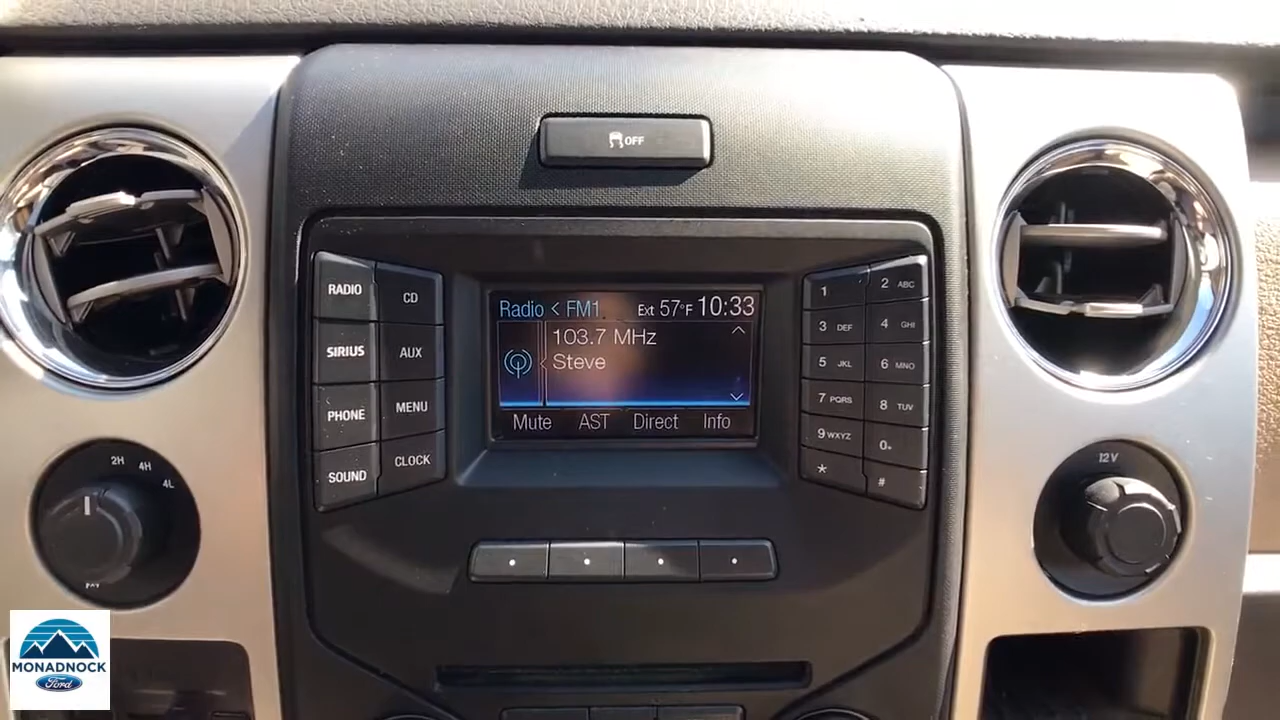 OFF
RADIO
CD
SIRIUS
AUX
PHONE
MENU
SOUND
CLOCK
Radio < FM1 Ext 57°F 10:33
103.7 MHz
Steve
Mute AST Direct Info
1
2 ABC
3 DEF
4 GHI
5 JKL
6 MNO
7 PQRS
8 TUV
9 WXYZ
0
*
#
2H 4H 4L
12V
MONADNOCK
Ford